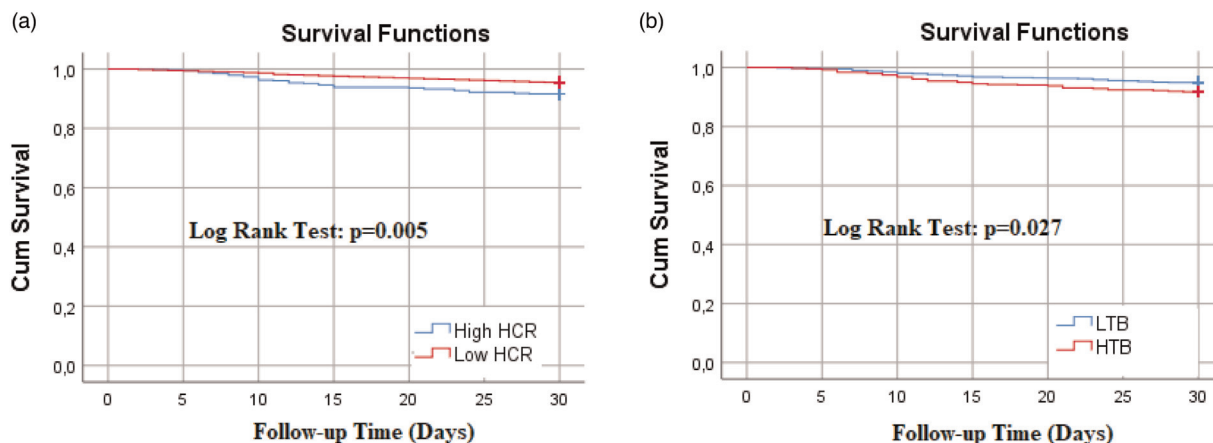 (a)
Survival Functions
Cum Survival
1,0
0,8
0,6
0,4
0,2
0,0
Log Rank Test: p=0.005
High HCR
Low HCR
0 5 10 15 20 25 30
Follow-up Time (Days)
(b)
Survival Functions
Cum Survival
1,0
0,8
0,6
0,4
0,2
0,0
Log Rank Test: p=0.027
LTB
HTB
0 5 10 15 20 25 30
Follow-up Time (Days)